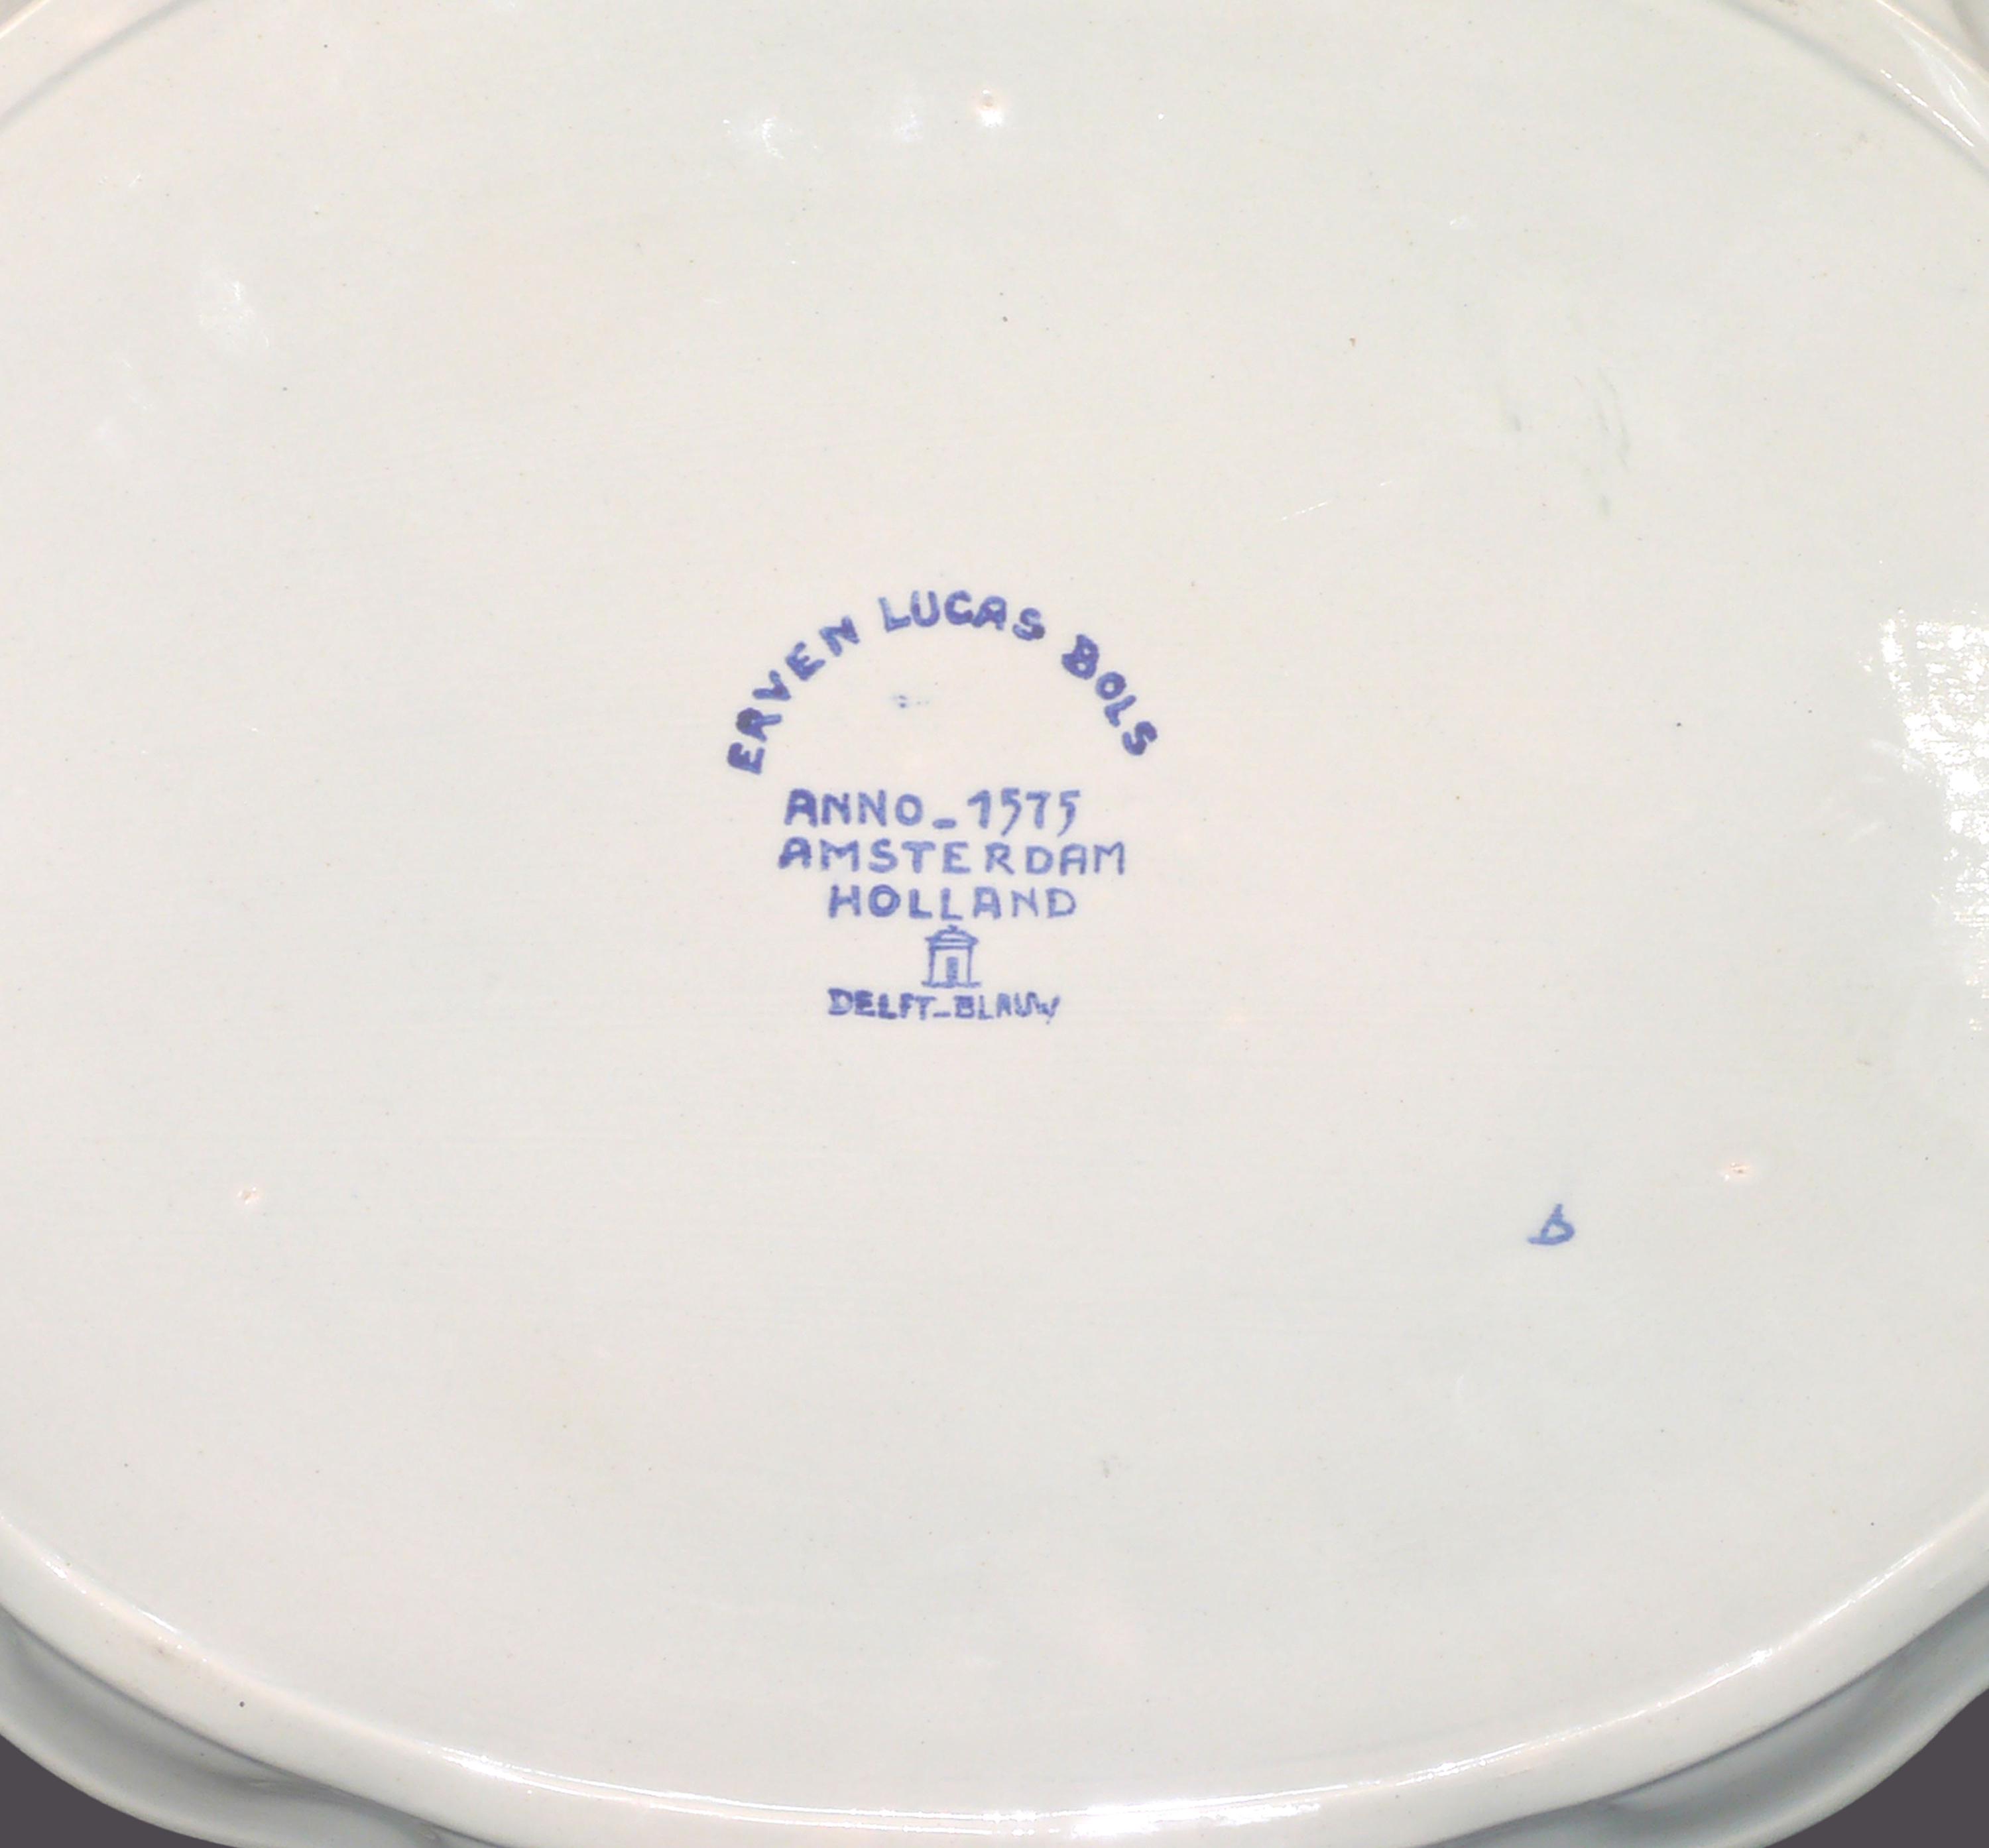 ERVEN LUCAS BOLS
ANNO_1575
AMSTERDAM
HOLLAND
DELFT_BLAUW